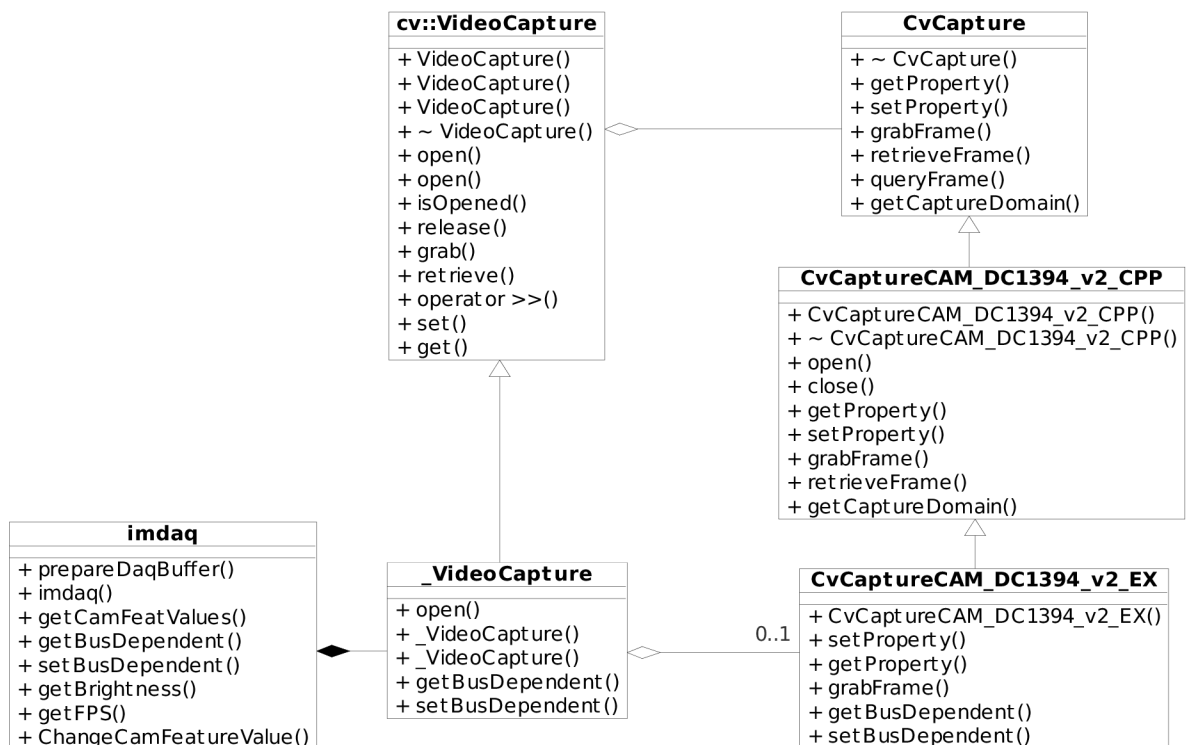 cv::VideoCapture
+ VideoCapture()
+ VideoCapture()
+ VideoCapture()
+ ~ VideoCapture()
+ open()
+ open()
+ isOpened()
+ release()
+ grab()
+ retrieve()
+ operator >>()
+ set()
+ get()
CvCapture
+ ~ CvCapture()
+ getProperty()
+ setProperty()
+ grabFrame()
+ retrieveFrame()
+ queryFrame()
+ getCaptureDomain()
CvCaptureCAM_DC1394_v2_CPP
+ CvCaptureCAM_DC1394_v2_CPP()
+ ~ CvCaptureCAM_DC1394_v2_CPP()
+ open()
+ close()
+ getProperty()
+ setProperty()
+ grabFrame()
+ retrieveFrame()
+ getCaptureDomain()
imdaq
+ prepareDaqBuffer()
+ imdaq()
+ getCamFeatValues()
+ getBusDependent()
+ setBusDependent()
+ getBrightness()
+ getFPS()
+ ChangeCamFeatureValue()
_VideoCapture
+ open()
+ _VideoCapture()
+ _VideoCapture()
+ getBusDependent()
+ setBusDependent()
0..1
CvCaptureCAM_DC1394_v2_EX
+ CvCaptureCAM_DC1394_v2_EX()
+ setProperty()
+ getProperty()
+ grabFrame()
+ getBusDependent()
+ setBusDependent()